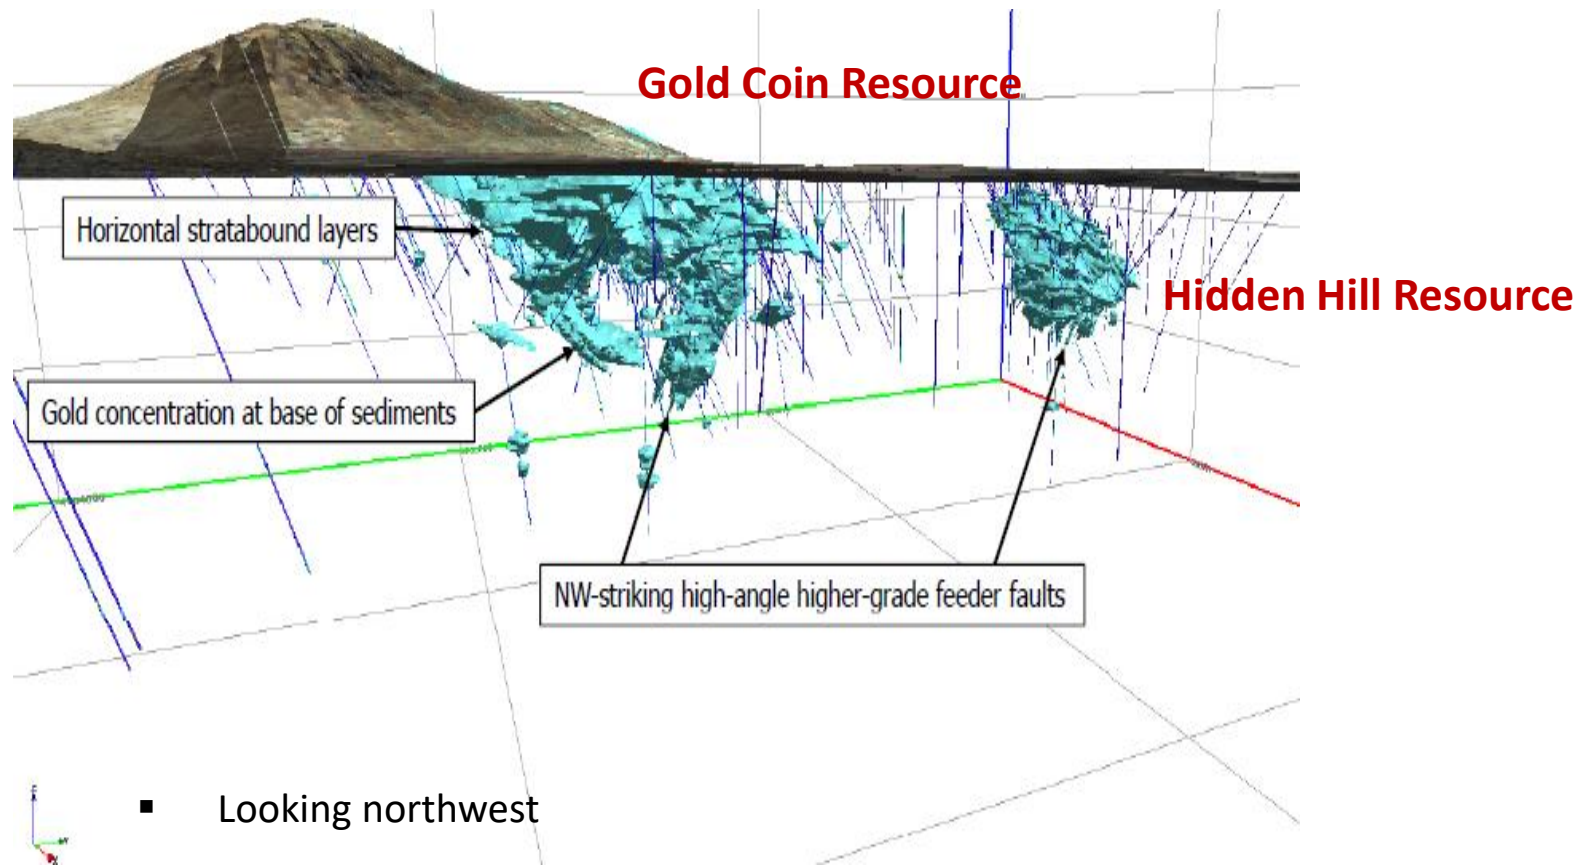 Gold Coin Resource
Horizontal stratabound layers
Hidden Hill Resource
Gold concentration at base of sediments
NW-striking high-angle higher-grade feeder faults
▪ Looking northwest